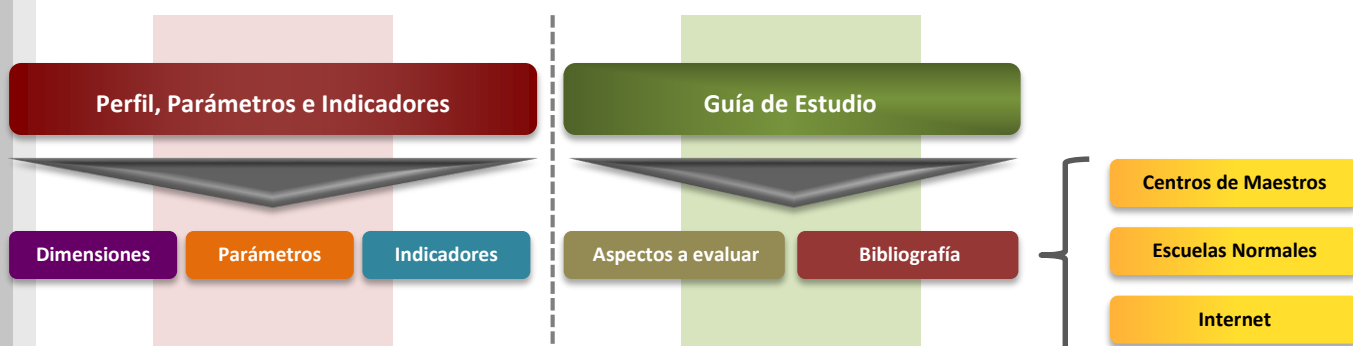 Perfil, Parámetros e Indicadores
Guía de Estudio
Dimensiones
Parámetros
Indicadores
Aspectos a evaluar
Bibliografía
Centros de Maestros
Escuelas Normales
Internet